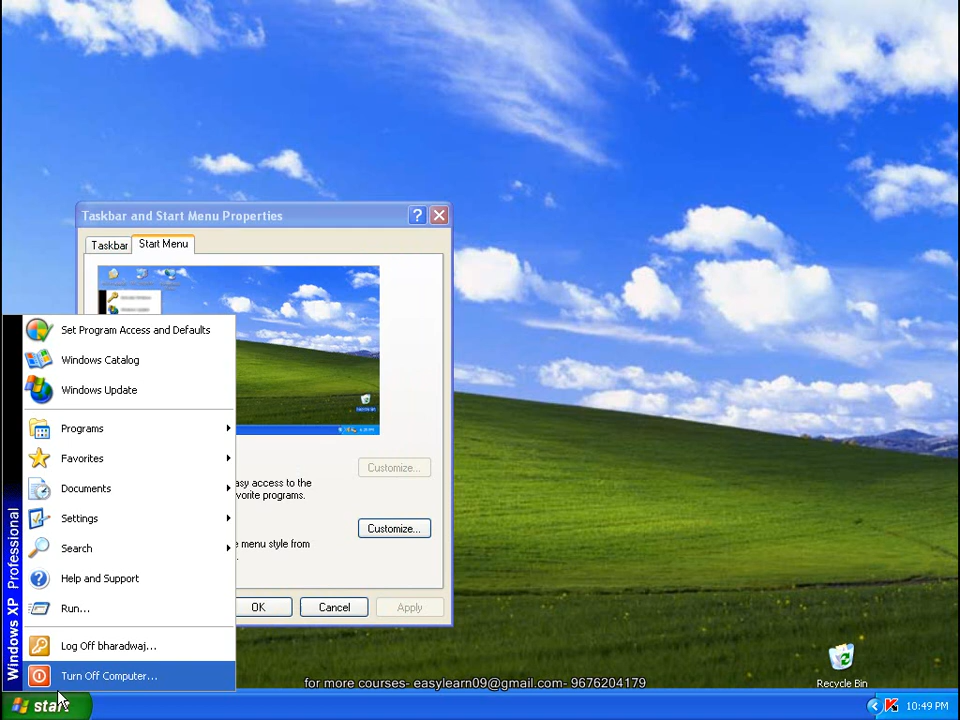 Taskbar and Start Menu Properties
Taskbar
Start Menu
Set Program Access and Defaults
Windows Catalog
Windows Update
Programs
Favorites
Documents
Settings
Search
Help and Support
Run...
Log Off bharadwaj...
Turn Off Computer...
Windows XP Professional
Customize...
easy access to the
favorite programs.
Customize...
menu style from
OK
Cancel
Apply
for more courses- easylearn09@gmail.com- 9676204179
Recycle Bin
start
10:49 PM